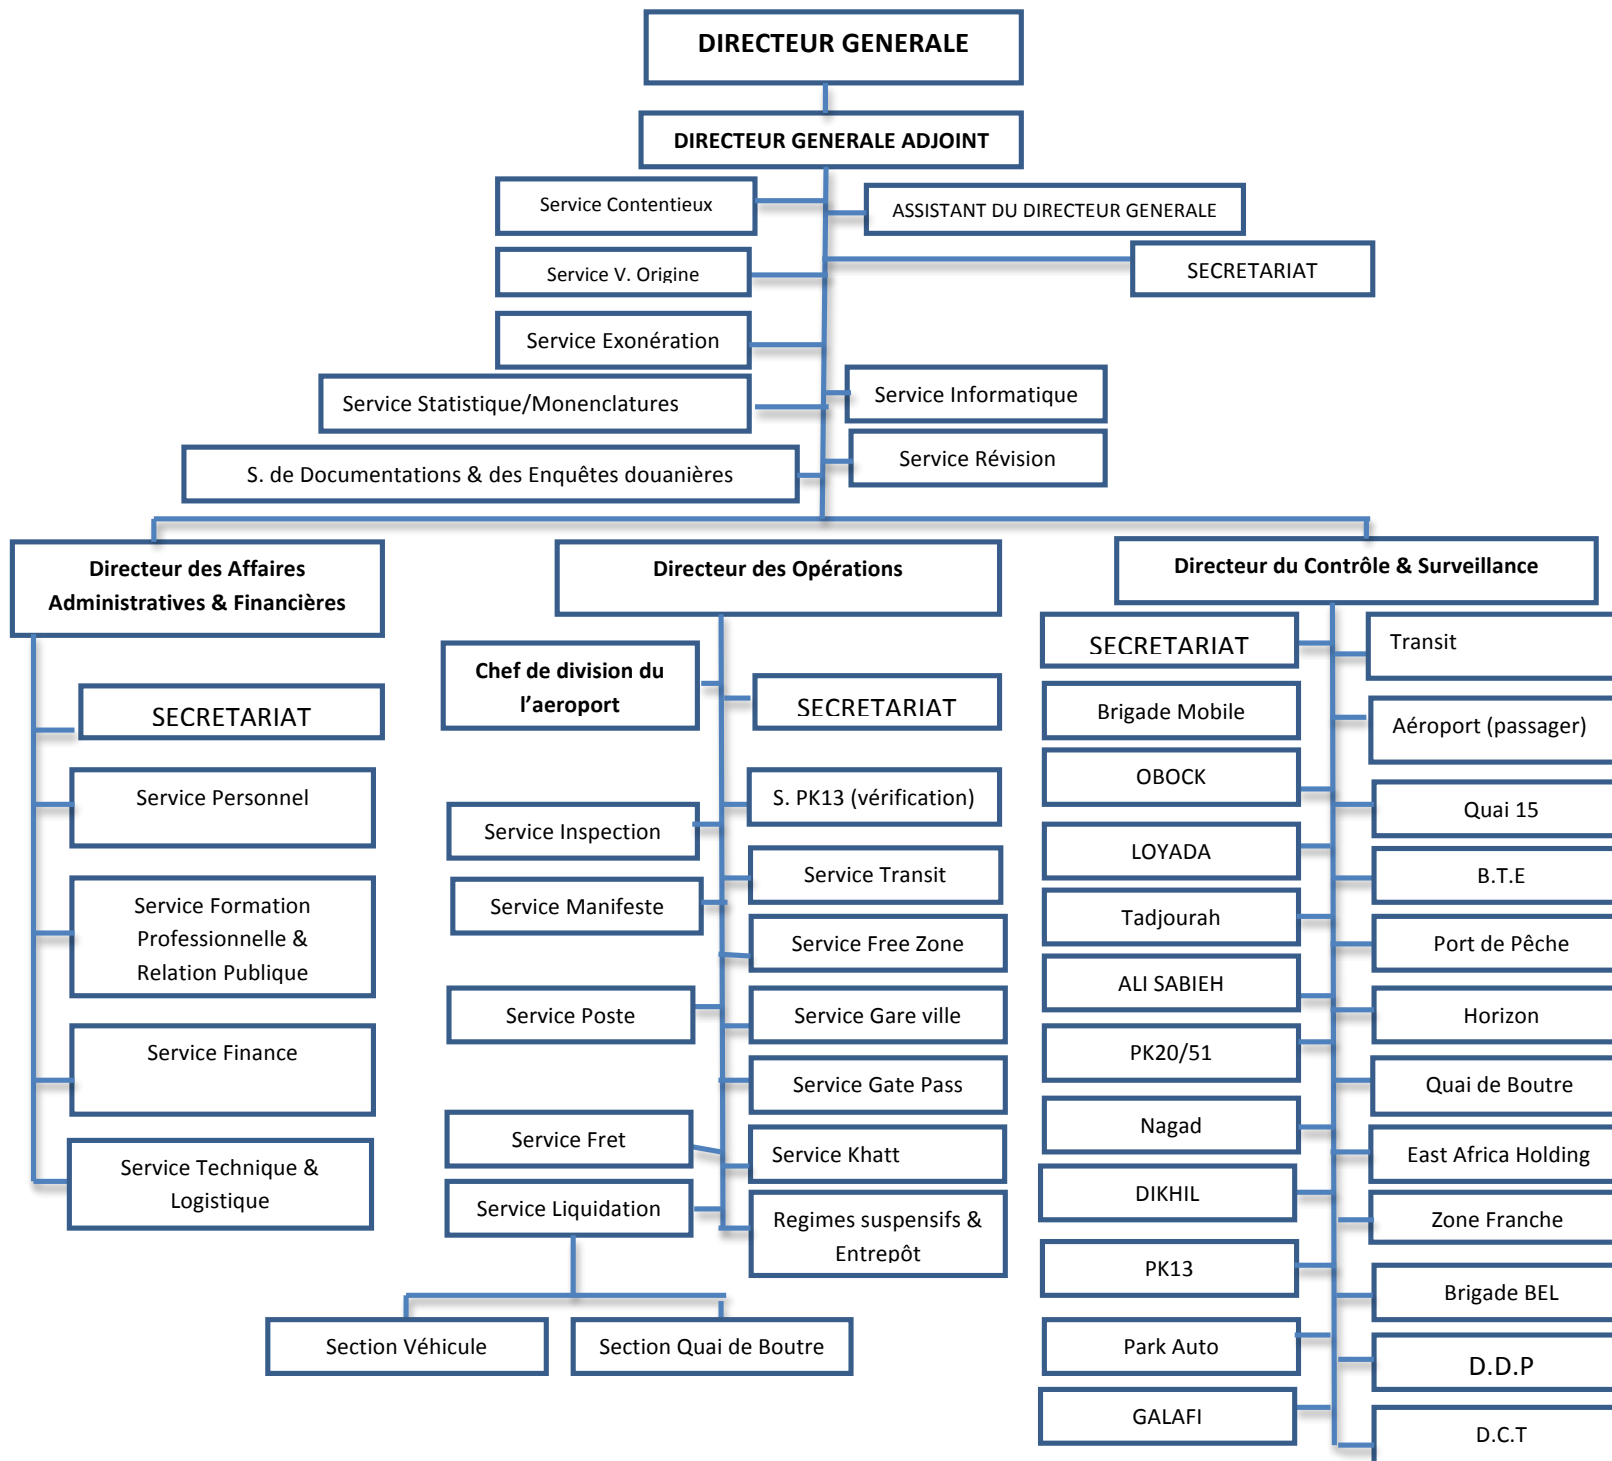 DIRECTEUR GENERALE
DIRECTEUR GENERALE ADJOINT
Service Contentieux
ASSISTANT DU DIRECTEUR GENERALE
SECRETARIAT
Service V. Origine
Service Exonération
Service Statistique/Monenclatures
Service Informatique
Service Révision
S. de Documentations & des Enquêtes douanières
Directeur des Affaires
Administratives & Financières
SECRETARIAT
Service Personnel
Service Formation
Professionnelle &
Relation Publique
Service Finance
Service Technique &
Logistique
Directeur des Opérations
Chef de division du
l'aeroport
SECRETARIAT
S. PK13 (vérification)
Service Inspection
Service Transit
Service Manifeste
Service Free Zone
Service Poste
Service Gare ville
Service Gate Pass
Service Fret
Service Khatt
Service Liquidation
Regimes suspensifs &
Entrepôt
Section Véhicule
Section Quai de Boutre
Directeur du Contrôle & Surveillance
SECRETARIAT
Transit
Brigade Mobile
Aéroport (passager)
OBOCK
Quai 15
LOYADA
B.T.E
Tadjourah
Port de Pêche
ALI SABIEH
Horizon
PK20/51
Quai de Boutre
Nagad
East Africa Holding
DIKHIL
Zone Franche
PK13
Brigade BEL
Park Auto
D.D.P
GALAFI
D.C.T